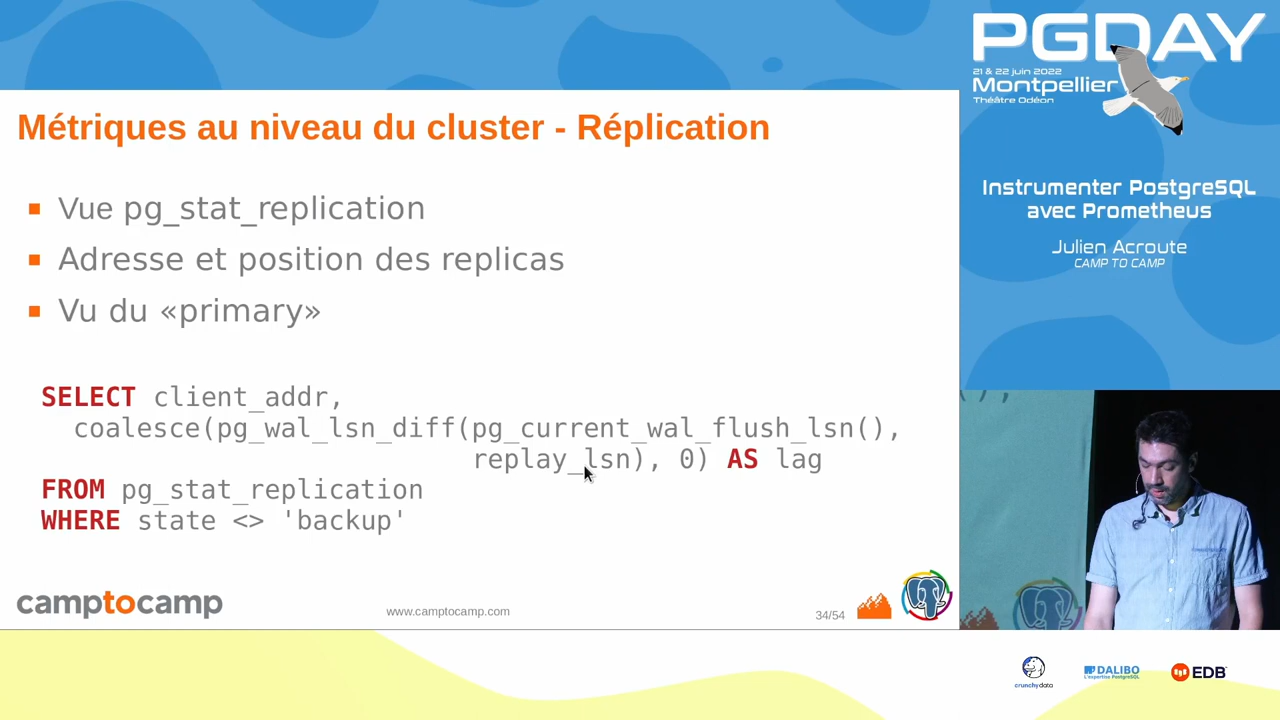 Métriques au niveau du cluster - Réplication
Vue pg_stat_replication
Adresse et position des replicas
Vu du «primary»
SELECT client_addr,
coalesce(pg_wal_lsn_diff(pg_current_wal_flush_lsn(),
replay_lsn), 0) AS lag
FROM pg_stat_replication
WHERE state <> 'backup'
camptocamp
www.camptocamp.com
34/54
PGDAY
21 & 22 juin 2022
Montpellier
Théâtre Odéon
Instrumenter PostgreSQL
avec Prometheus
Julien Acroute
CAMP TO CAMP
crunchydata
DALIBO
L'expertise PostgreSQL
EDB